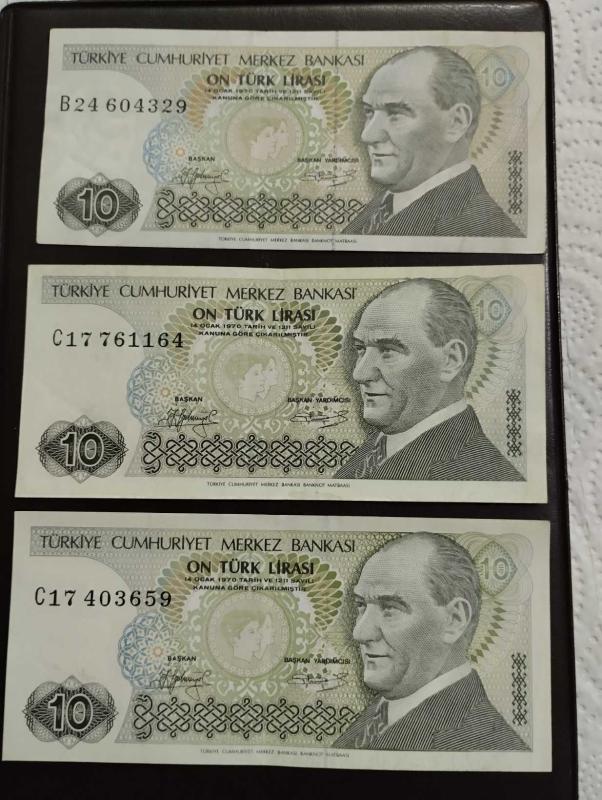 TÜRKİYE CUMHURİYET MERKEZ BANKASI
ON TÜRK LİRASI
14 OCAK 1970 TARİH VE 1211 SAYILI
KANUNA GÖRE ÇIKARILMIŞTIR
10
B24 604329
BAŞKAN
BAŞKAN YARDIMCISI
10
TÜRKİYE CUMHURİYET MERKEZ BANKASI BANKNOT MATBAASI
TÜRKİYE CUMHURİYET MERKEZ BANKASI
ON TÜRK LİRASI
14 OCAK 1970 TARİH VE 1211 SAYILI
KANUNA GÖRE ÇIKARILMIŞTIR
10
C17 761164
BAŞKAN
BAŞKAN YARDIMCISI
10
TÜRKİYE CUMHURİYET MERKEZ BANKASI BANKNOT MATBAASI
TÜRKİYE CUMHURİYET MERKEZ BANKASI
ON TÜRK LİRASI
14 OCAK 1970 TARİH VE 1211 SAYILI
KANUNA GÖRE ÇIKARILMIŞTIR
10
C17 403659
BAŞKAN
BAŞKAN YARDIMCISI
10
TÜRKİYE CUMHURİYET MERKEZ BANKASI BANKNOT MATBAASI